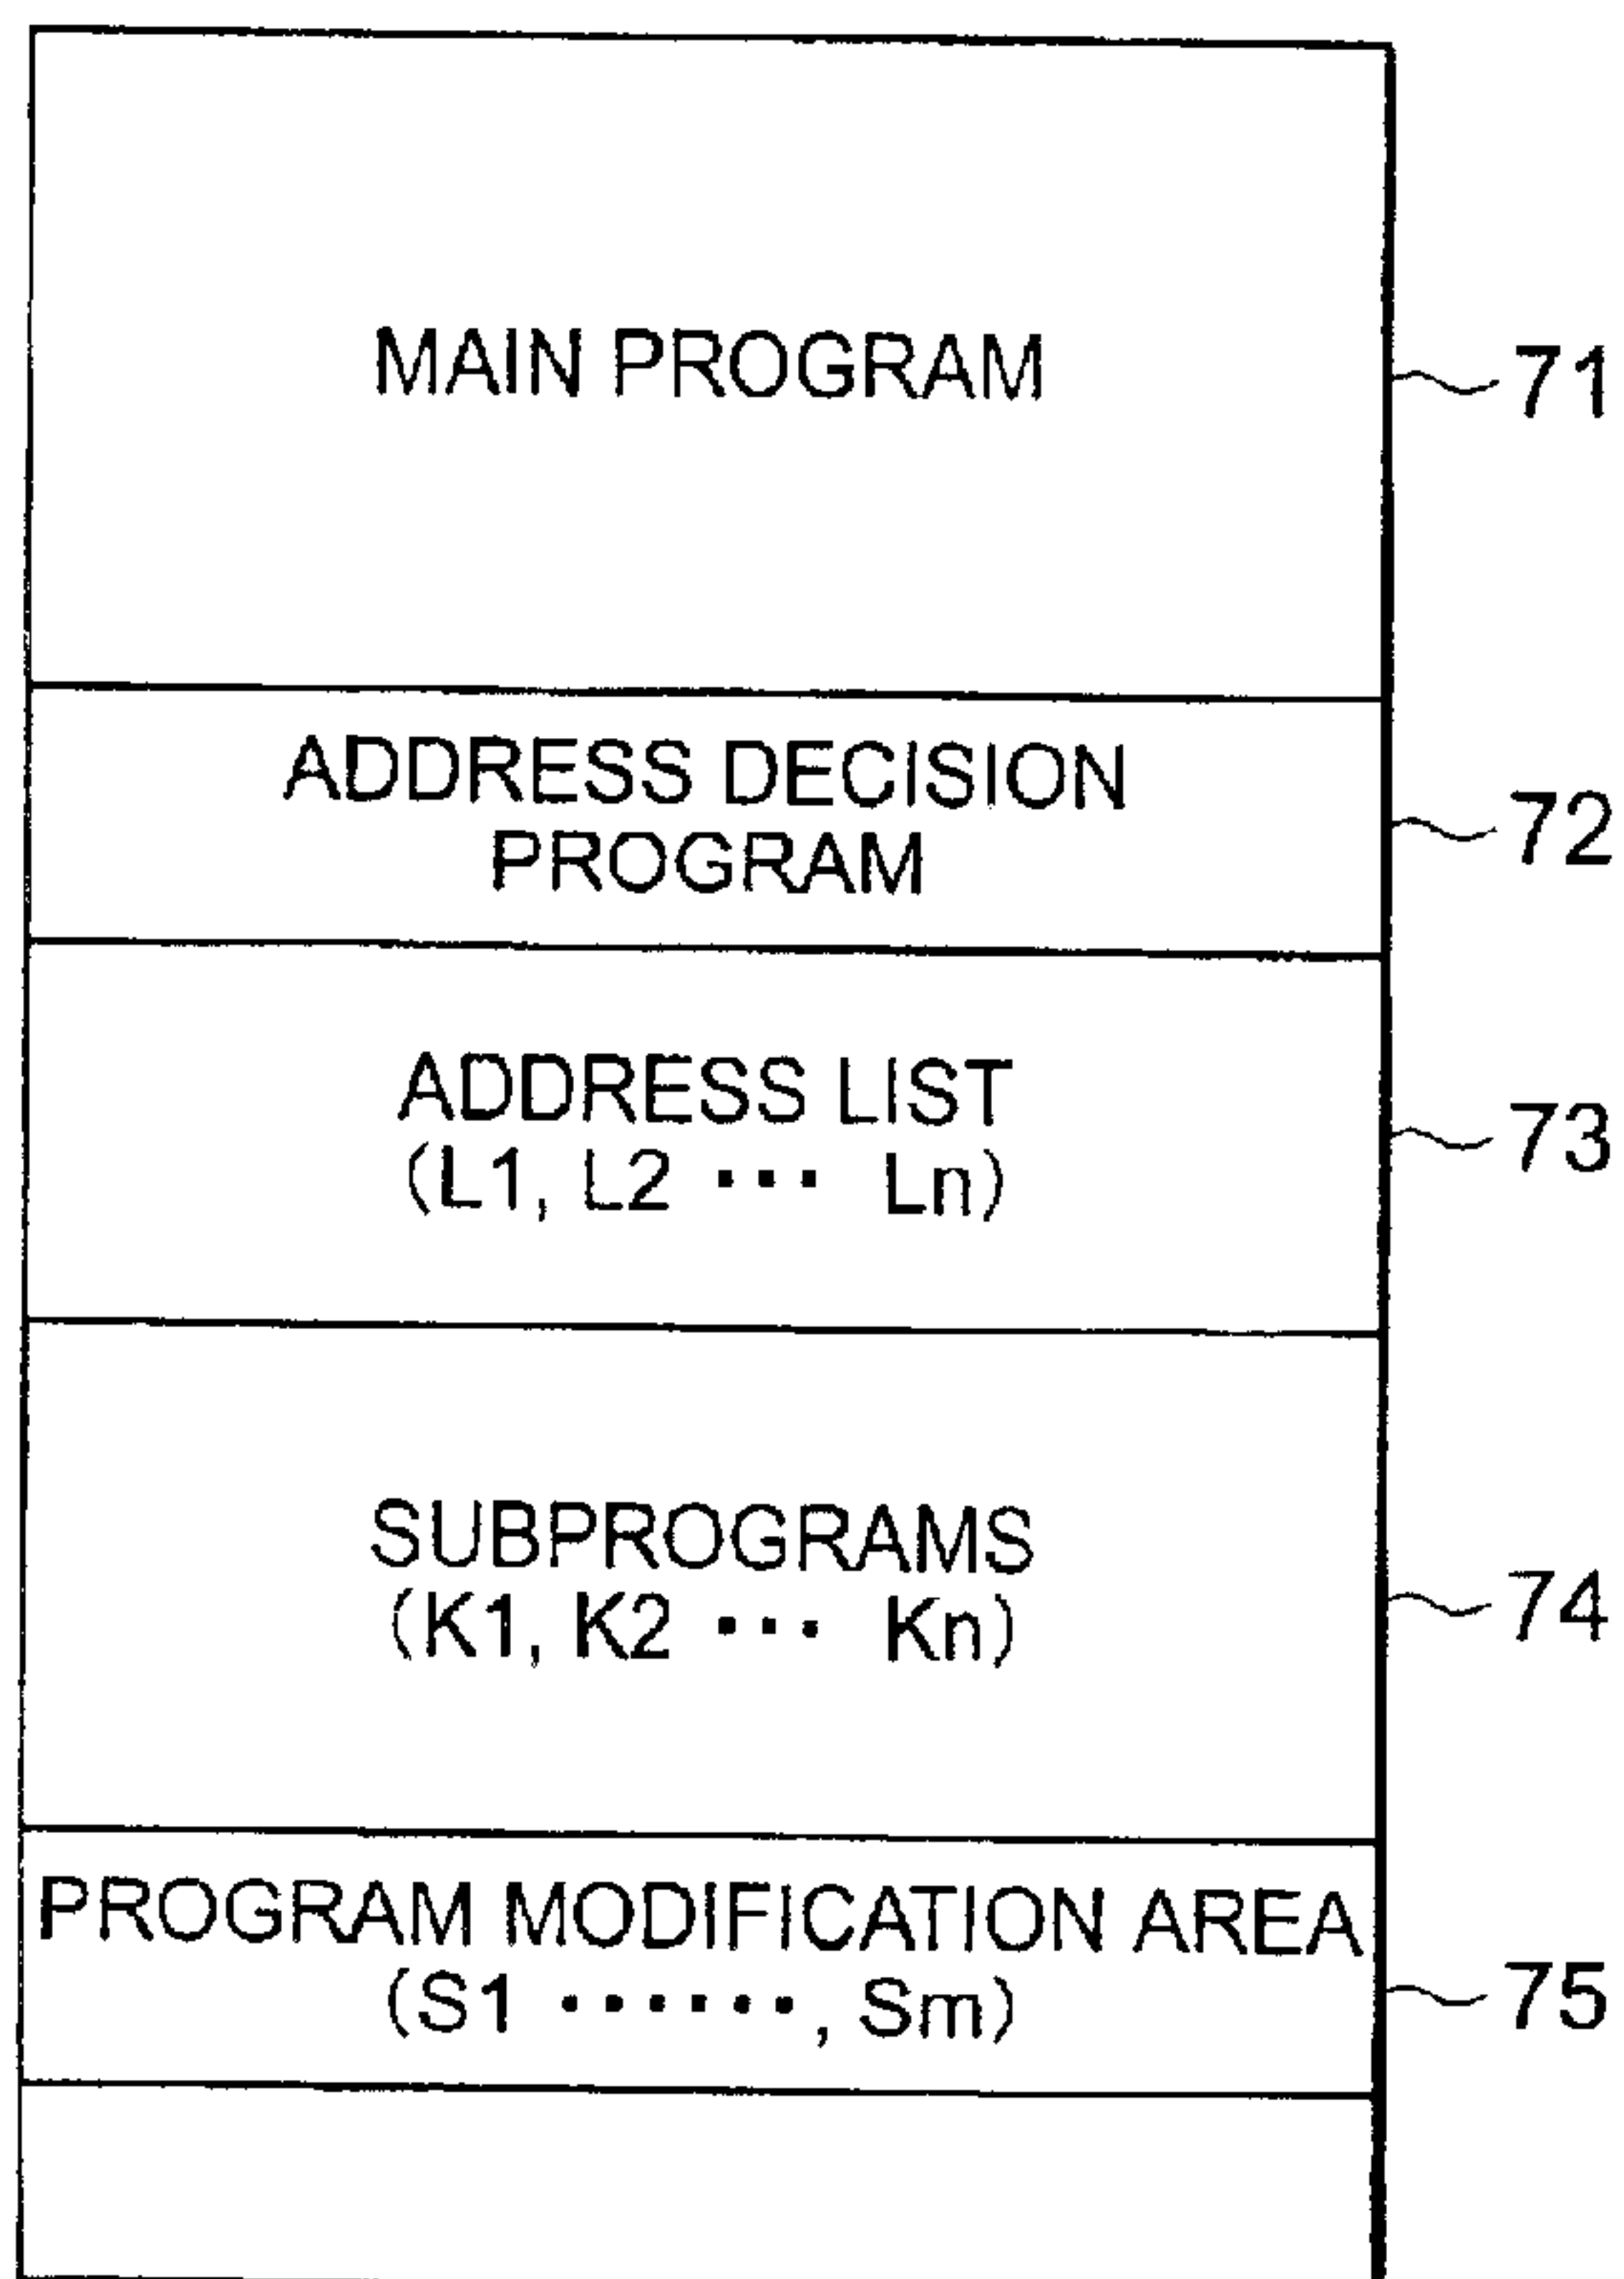 MAIN PROGRAM
71
ADDRESS DECISION
PROGRAM
72
ADDRESS LIST
(L1, L2 ··· Ln)
73
SUBPROGRAMS
(K1, K2 ··· Kn)
74
PROGRAM MODIFICATION AREA
(S1 ······, Sm)
75